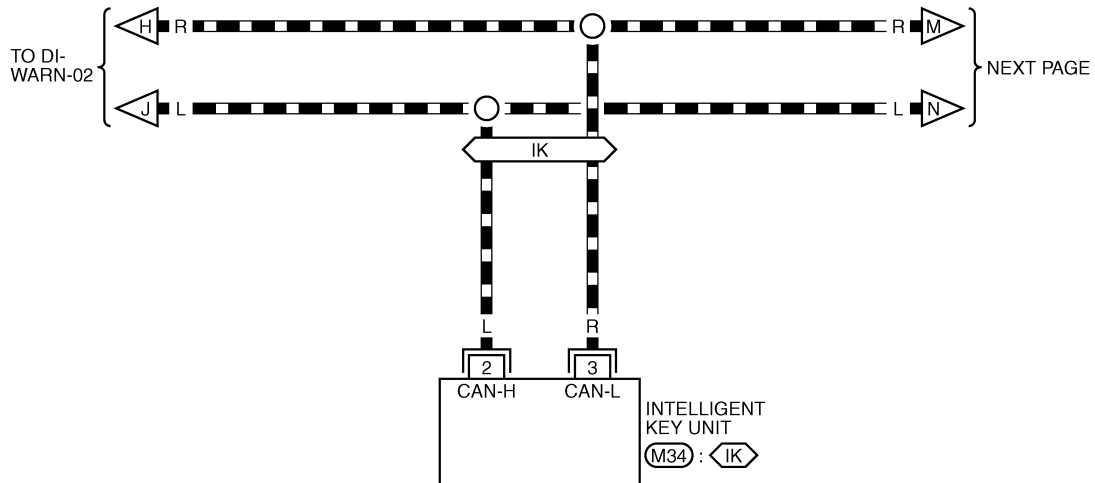 H R R M
TO DI-
WARN-02
NEXT PAGE
J L L N
IK
L R
2 3
CAN-H CAN-L
INTELLIGENT
KEY UNIT
M34 : IK